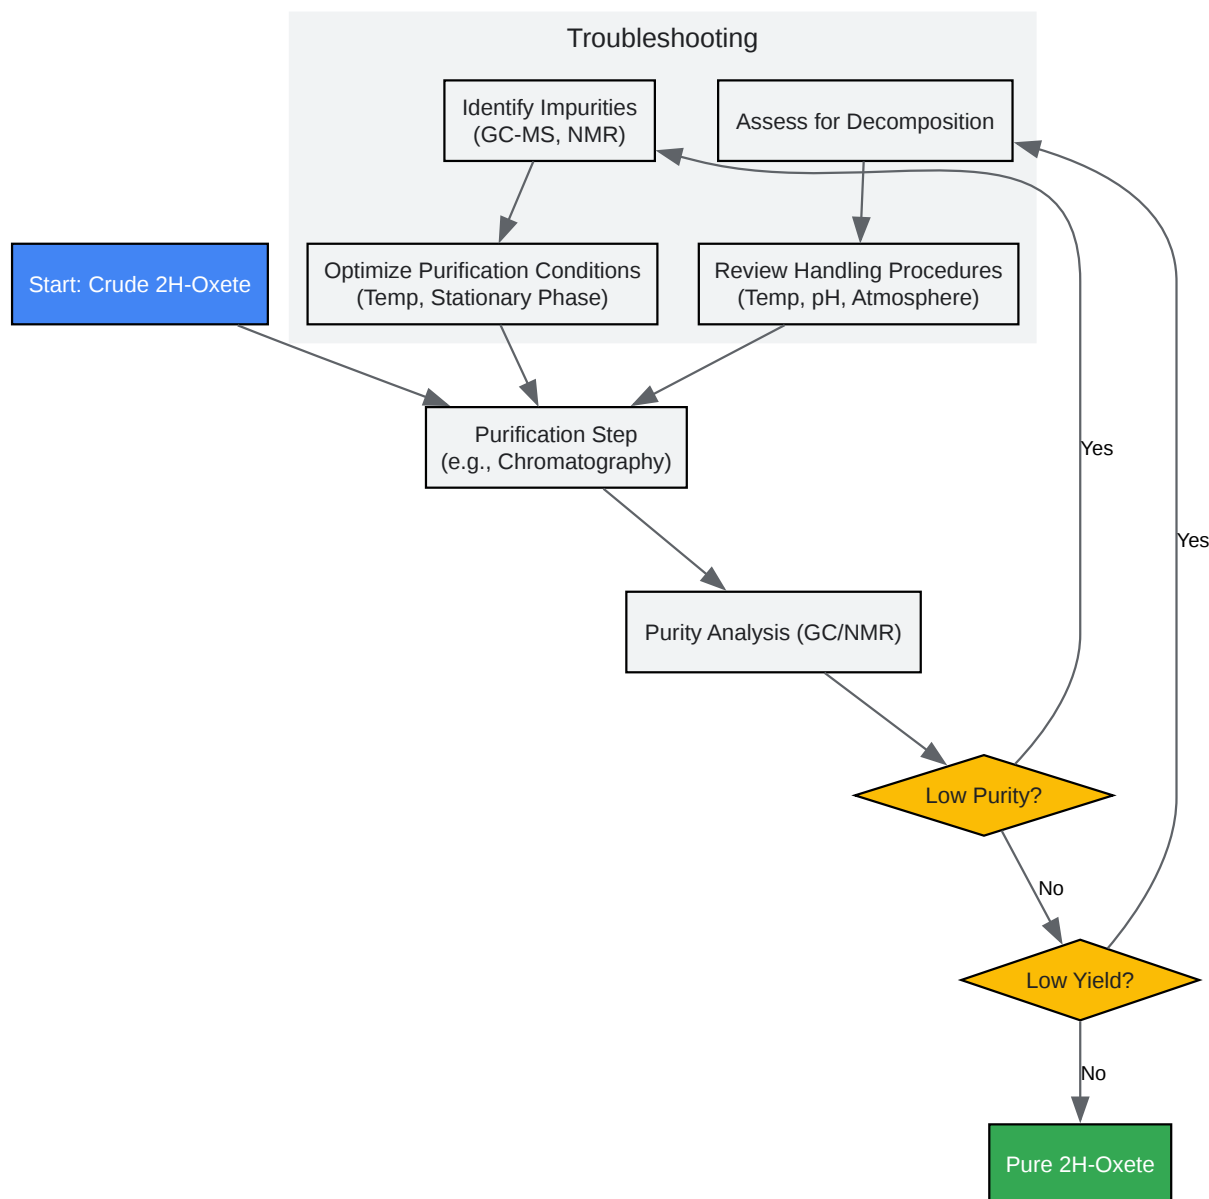 Troubleshooting
Identify Impurities
(GC-MS, NMR)
Assess for Decomposition
Start: Crude 2H-Oxete
Optimize Purification Conditions
(Temp, Stationary Phase)
Review Handling Procedures
(Temp, pH, Atmosphere)
Purification Step
(e.g., Chromatography)
Yes
Yes
Purity Analysis (GC/NMR)
Low Purity?
No
Low Yield?
No
Pure 2H-Oxete